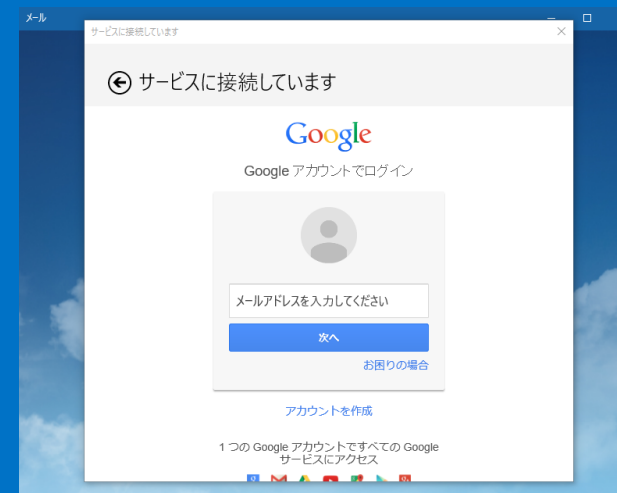 メール
サービスに接続しています
サービスに接続しています
Google
Google アカウントでログイン
メールアドレスを入力してください
次へ
お困りの場合
アカウントを作成
1 つの Google アカウントですべての Google
サービスにアクセス